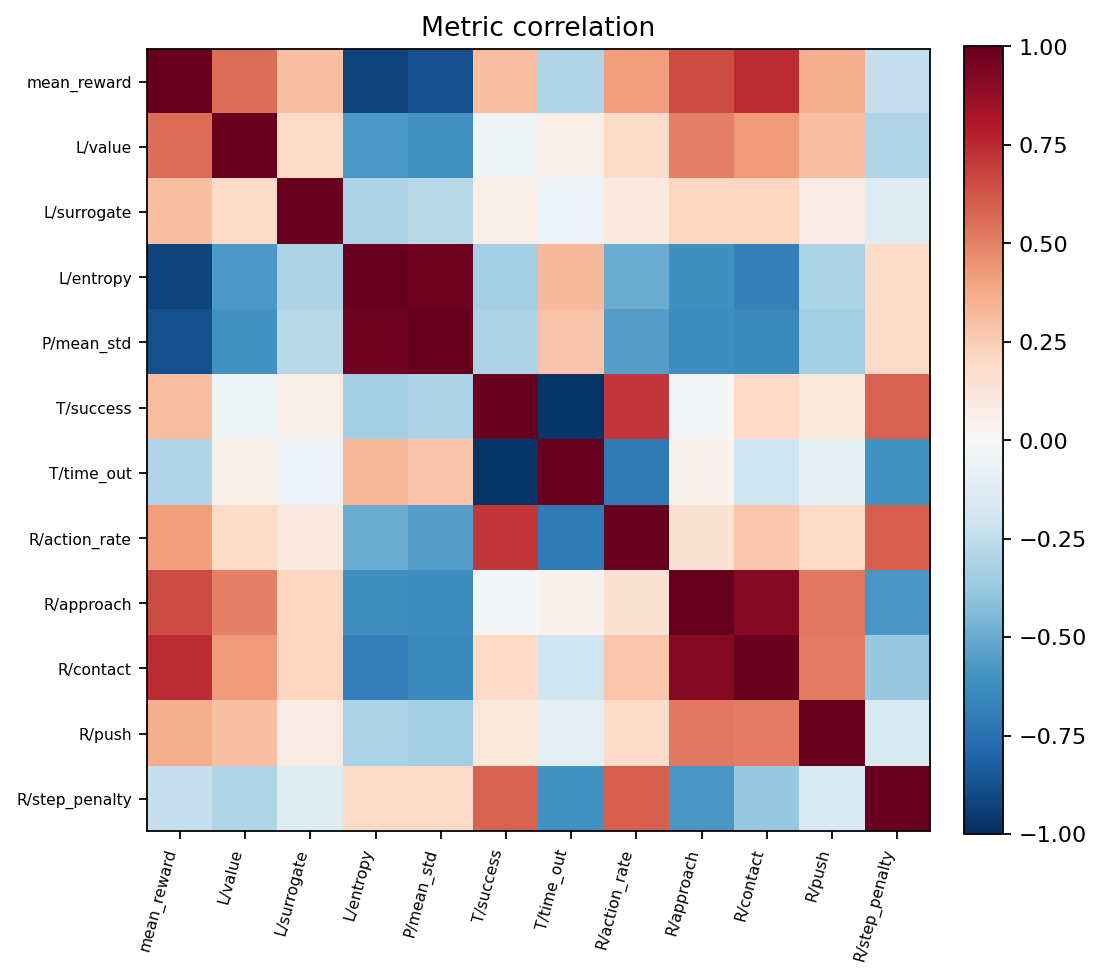 Metric correlation
mean_reward
L/value
L/surrogate
L/entropy
P/mean_std
T/success
T/time_out
R/action_rate
R/approach
R/contact
R/push
R/step_penalty
mean_reward
L/value
L/surrogate
L/entropy
P/mean_std
T/success
T/time_out
R/action_rate
R/approach
R/contact
R/push
R/step_penalty
1.00
0.75
0.50
0.25
0.00
−0.25
−0.50
−0.75
−1.00